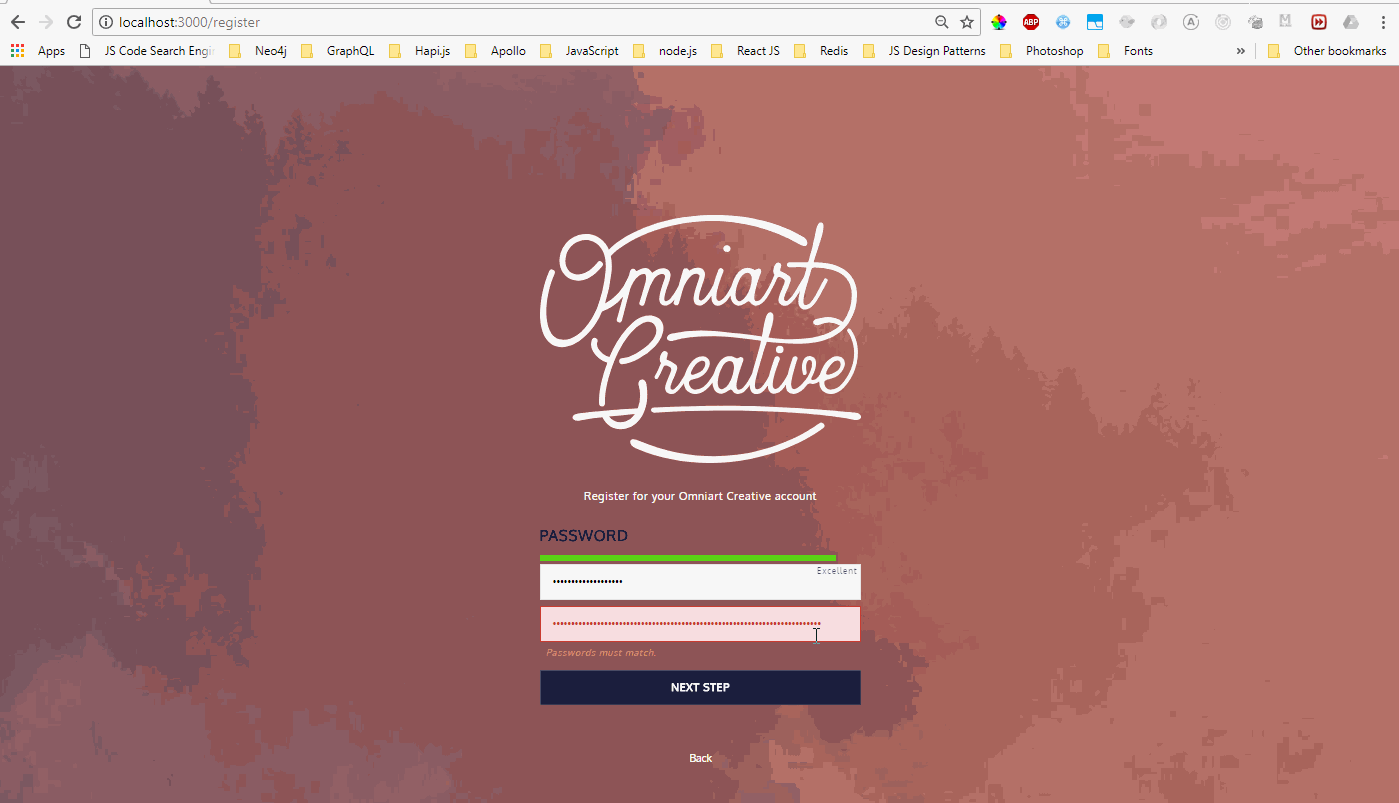 localhost:3000/register
ABP
Apps JS Code Search Engi Neo4j GraphQL Hapi.js Apollo JavaScript node.js React JS Redis JS Design Patterns Photoshop Fonts » Other bookmarks
Omniart
Creative
Register for your Omniart Creative account
PASSWORD
Excellent
••••••••••••••••••
Passwords must match.
NEXT STEP
Back